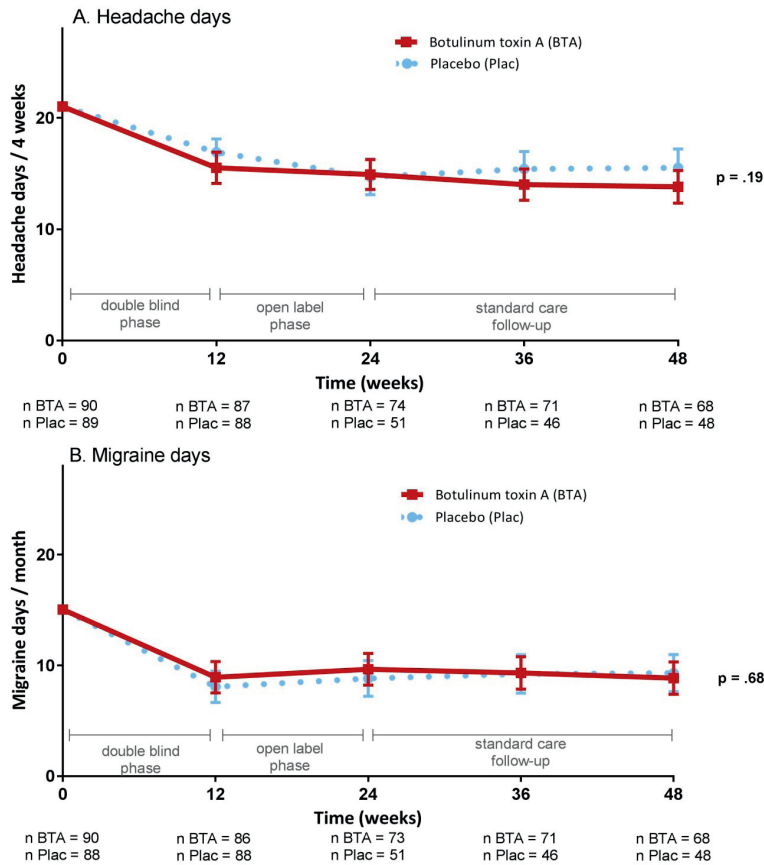 A. Headache days
Botulinum toxin A (BTA)
Placebo (Plac)
Headache days / 4 weeks
20
10
0
p = .19
double blind
phase
open label
phase
standard care
follow-up
0 12 24 36 48
Time (weeks)
n BTA = 90 n BTA = 87 n BTA = 74 n BTA = 71 n BTA = 68
n Plac = 89 n Plac = 88 n Plac = 51 n Plac = 46 n Plac = 48
B. Migraine days
Botulinum toxin A (BTA)
Placebo (Plac)
Migraine days / month
20
10
0
p = .68
double blind
phase
open label
phase
standard care
follow-up
0 12 24 36 48
Time (weeks)
n BTA = 90 n BTA = 86 n BTA = 73 n BTA = 71 n BTA = 68
n Plac = 88 n Plac = 88 n Plac = 51 n Plac = 46 n Plac = 48